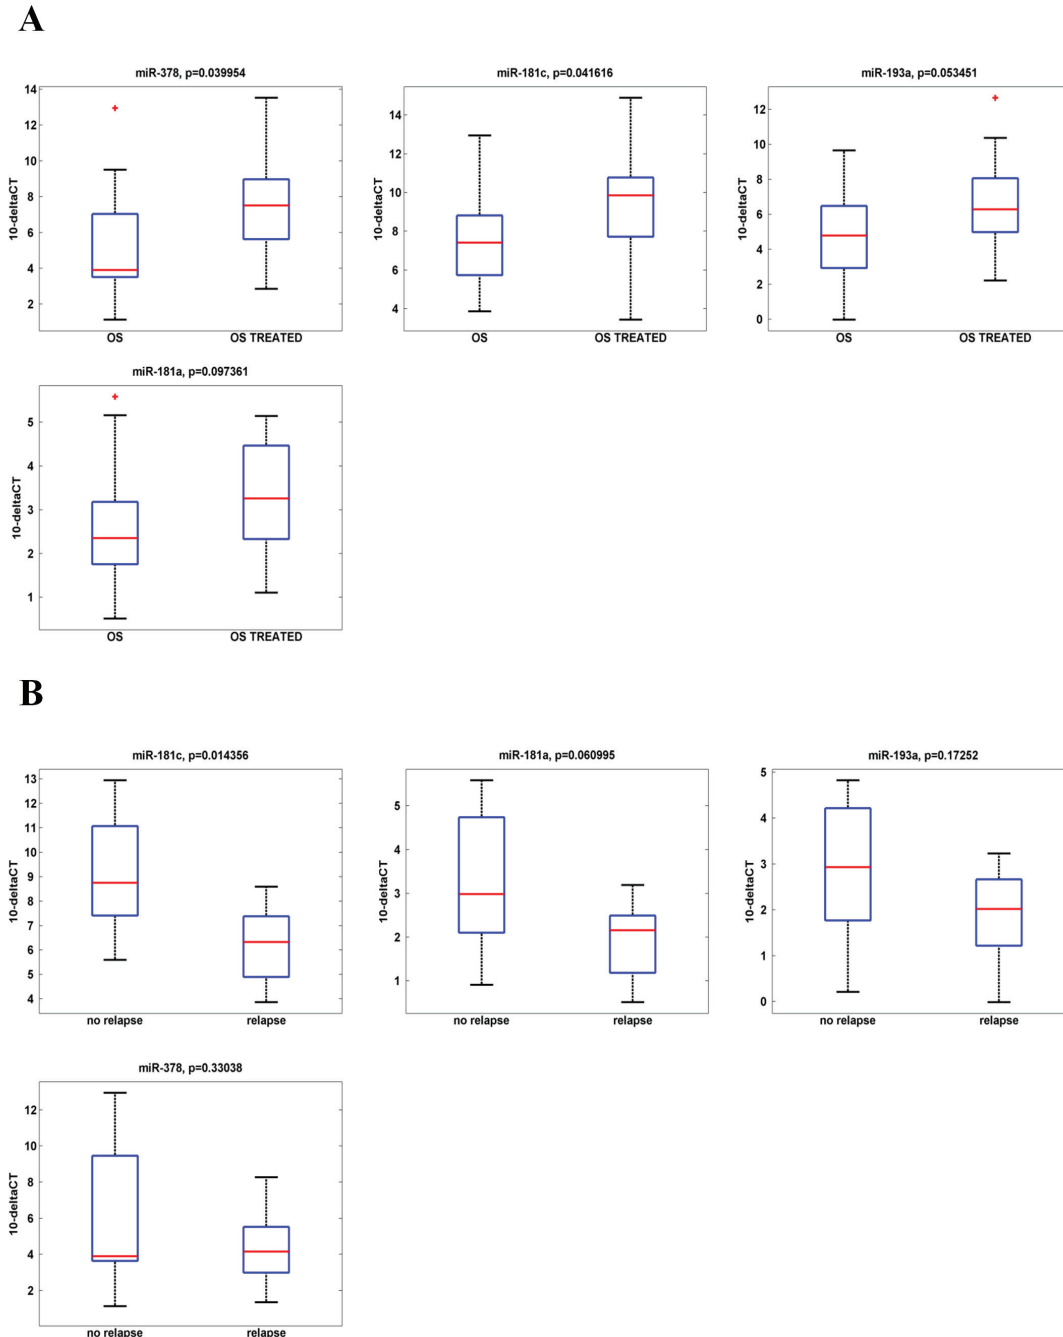 A
miR-378, p=0.039954
14
12
10
8
6
4
2
10-deltaCT
OS
OS TREATED
miR-181c, p=0.041616
14
12
10
8
6
4
10-deltaCT
OS
OS TREATED
miR-193a, p=0.053451
12
10
8
6
4
2
0
10-deltaCT
OS
OS TREATED
miR-181a, p=0.097361
5
4
3
2
1
10-deltaCT
OS
OS TREATED
B
miR-181c, p=0.014356
13
12
11
10
9
8
7
6
5
4
10-deltaCT
no relapse
relapse
miR-181a, p=0.060995
5
4
3
2
1
10-deltaCT
no relapse
relapse
miR-193a, p=0.17252
5
4
3
2
1
0
10-deltaCT
no relapse
relapse
miR-378, p=0.33038
12
10
8
6
4
2
10-deltaCT
no relapse
relapse